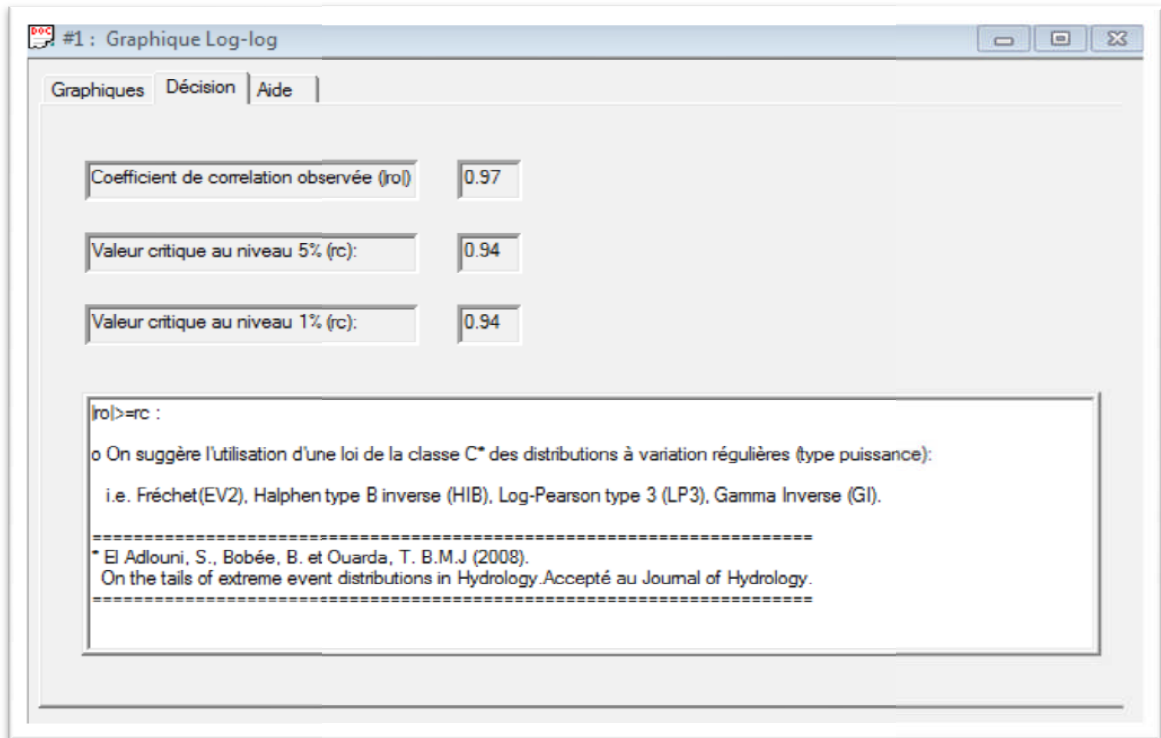 DOC #1 : Graphique Log-log
Graphiques Décision Aide
Coefficient de correlation observée (|ro|) 0.97
Valeur critique au niveau 5% (rc): 0.94
Valeur critique au niveau 1% (rc): 0.94
|ro|>=rc :
o On suggère l'utilisation d'une loi de la classe C* des distributions à variation régulières (type puissance):
i.e. Fréchet(EV2), Halphen type B inverse (HIB), Log-Pearson type 3 (LP3), Gamma Inverse (GI).
======================================================================
* El Adlouni, S., Bobée, B. et Ouarda, T. B.M.J (2008).
On the tails of extreme event distributions in Hydrology.Accepté au Journal of Hydrology.
======================================================================